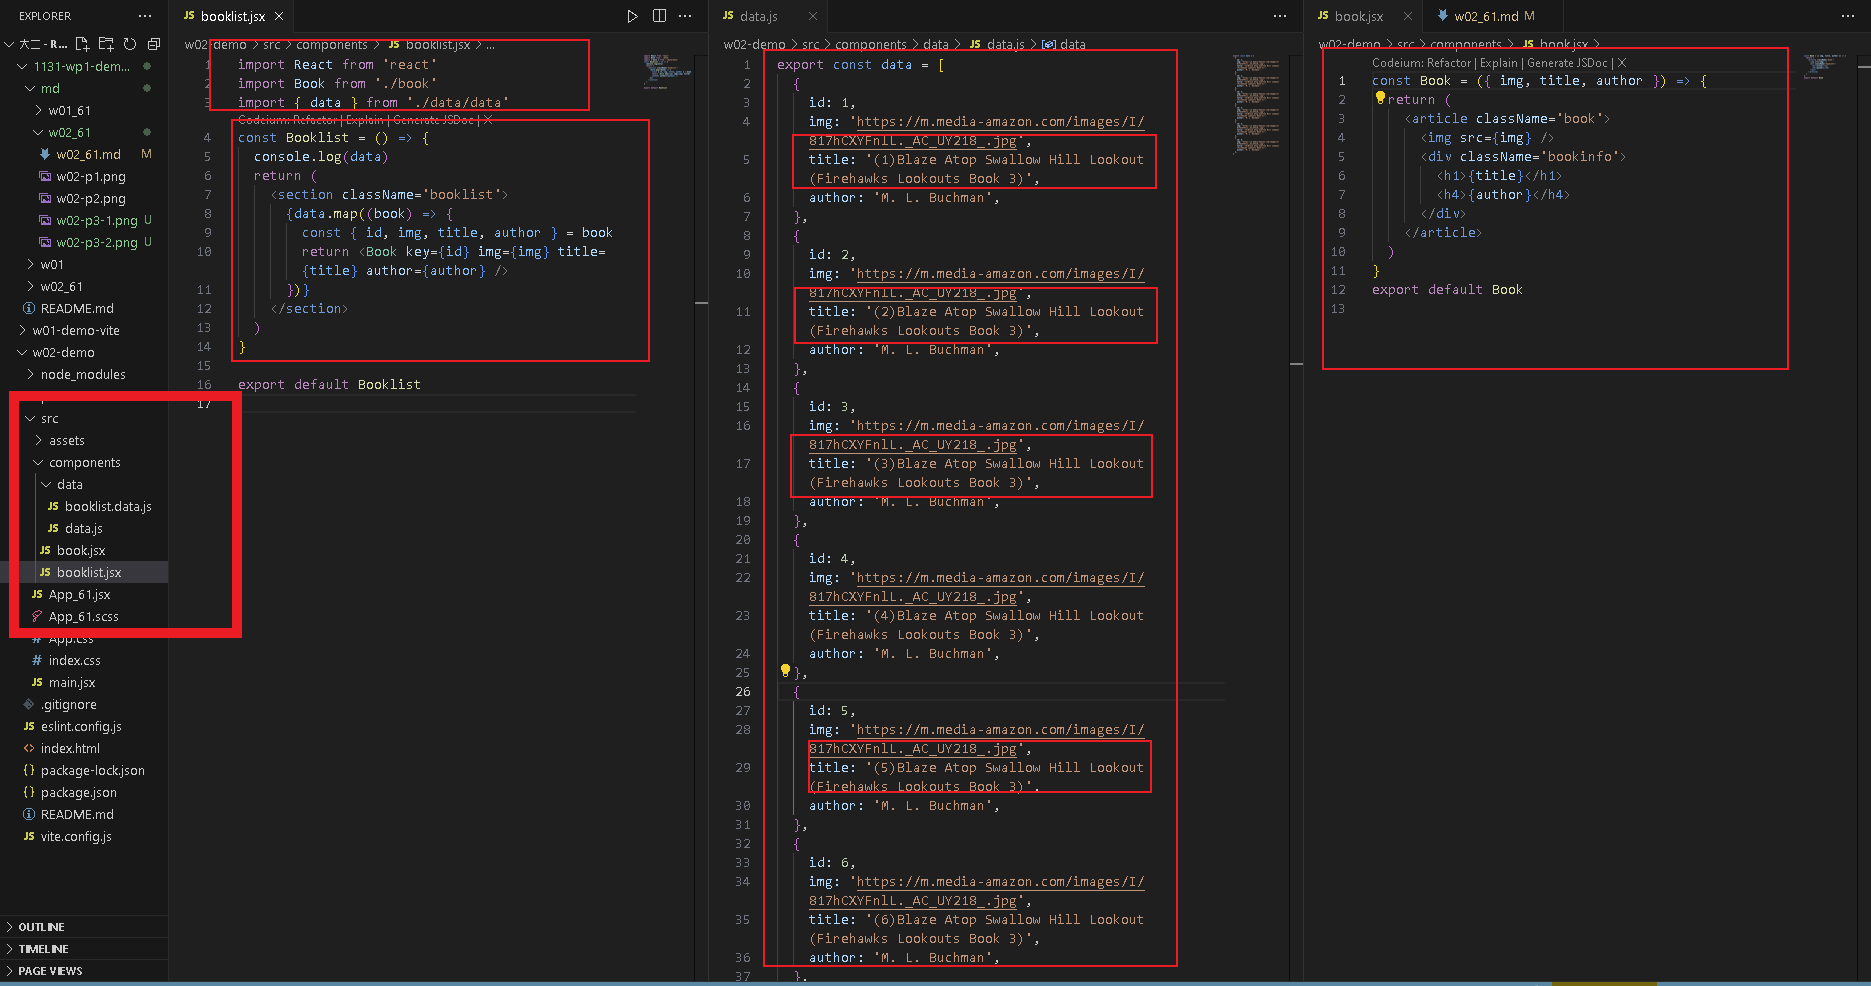 EXPLORER
大二 - R...
1131-wp1-dem...
md
w01_61
w02_61
w02_61.md M
w02-p1.png
w02-p2.png
w02-p3-1.png U
w02-p3-2.png U
w01
w02_61
README.md
w01-demo-vite
w02-demo
node_modules
src
assets
components
data
booklist.data.js
data.js
book.jsx
booklist.jsx
App_61.jsx
App_61.scss
App.css
index.css
main.jsx
.gitignore
eslint.config.js
index.html
package-lock.json
package.json
README.md
vite.config.js
OUTLINE
TIMELINE
PAGE VIEWS
booklist.jsx
w02-demo > src > components > booklist.jsx > ...
1 import React from 'react'
2 import Book from './book'
3 import { data } from './data/data'
Codeium: Refactor | Explain | Generate JSDoc | X
4 const Booklist = () => {
5 console.log(data)
6 return (
7 <section className='booklist'>
8 {data.map((book) => {
9 const { id, img, title, author } = book
10 return <Book key={id} img={img} title=
{title} author={author} />
11 })}
12 </section>
13 )
14 }
15
16 export default Booklist
17
data.js
w02-demo > src > components > data > data.js > data
1 export const data = [
2 {
3 id: 1,
4 img: 'https://m.media-amazon.com/images/I/
817hCXYFnlL._AC_UY218_.jpg',
5 title: '(1)Blaze Atop Swallow Hill Lookout
(Firehawks Lookouts Book 3)',
6 author: 'M. L. Buchman',
7 },
8 {
9 id: 2,
10 img: 'https://m.media-amazon.com/images/I/
817hCXYFnlL._AC_UY218_.jpg',
11 title: '(2)Blaze Atop Swallow Hill Lookout
(Firehawks Lookouts Book 3)',
12 author: 'M. L. Buchman',
13 },
14 {
15 id: 3,
16 img: 'https://m.media-amazon.com/images/I/
817hCXYFnlL._AC_UY218_.jpg',
17 title: '(3)Blaze Atop Swallow Hill Lookout
(Firehawks Lookouts Book 3)',
18 author: 'M. L. Buchman',
19 },
20 {
21 id: 4,
22 img: 'https://m.media-amazon.com/images/I/
817hCXYFnlL._AC_UY218_.jpg',
23 title: '(4)Blaze Atop Swallow Hill Lookout
(Firehawks Lookouts Book 3)',
24 author: 'M. L. Buchman',
25 },
26 {
27 id: 5,
28 img: 'https://m.media-amazon.com/images/I/
817hCXYFnlL._AC_UY218_.jpg',
29 title: '(5)Blaze Atop Swallow Hill Lookout
(Firehawks Lookouts Book 3)',
30 author: 'M. L. Buchman',
31 },
32 {
33 id: 6,
34 img: 'https://m.media-amazon.com/images/I/
817hCXYFnlL._AC_UY218_.jpg',
35 title: '(6)Blaze Atop Swallow Hill Lookout
(Firehawks Lookouts Book 3)',
36 author: 'M. L. Buchman',
37 },
book.jsx
w02_61.md M
w02-demo > src > components > book.jsx >
Codeium: Refactor | Explain | Generate JSDoc | X
1 const Book = ({ img, title, author }) => {
2 return (
3 <article className='book'>
4 <img src={img} />
5 <div className='bookinfo'>
6 <h1>{title}</h1>
7 <h4>{author}</h4>
8 </div>
9 </article>
10 )
11 }
12 export default Book
13